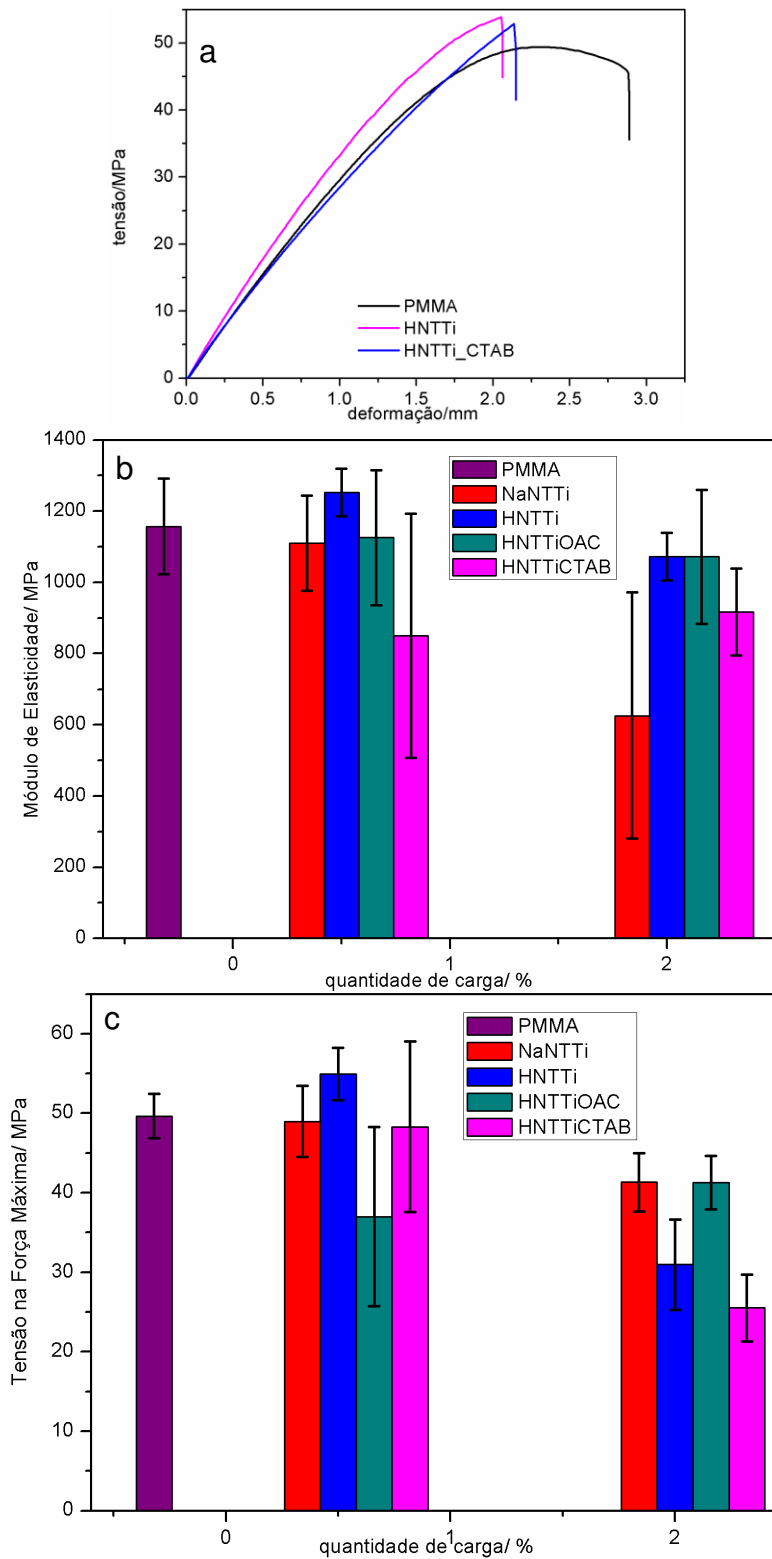 a
tensão/MPa
50
40
30
20
10
0
PMMA
HNTTi
HNTTi_CTAB
0.0 0.5 1.0 1.5 2.0 2.5 3.0
deformação/mm
b
Módulo de Elasticidade/ MPa
1400
1200
1000
800
600
400
200
0
PMMA
NaNTTi
HNTTi
HNTTiOAC
HNTTiCTAB
0 1 2
quantidade de carga/ %
c
Tensão na Força Máxima/ MPa
60
50
40
30
20
10
0
PMMA
NaNTTi
HNTTi
HNTTiOAC
HNTTiCTAB
0 1 2
quantidade de carga/ %